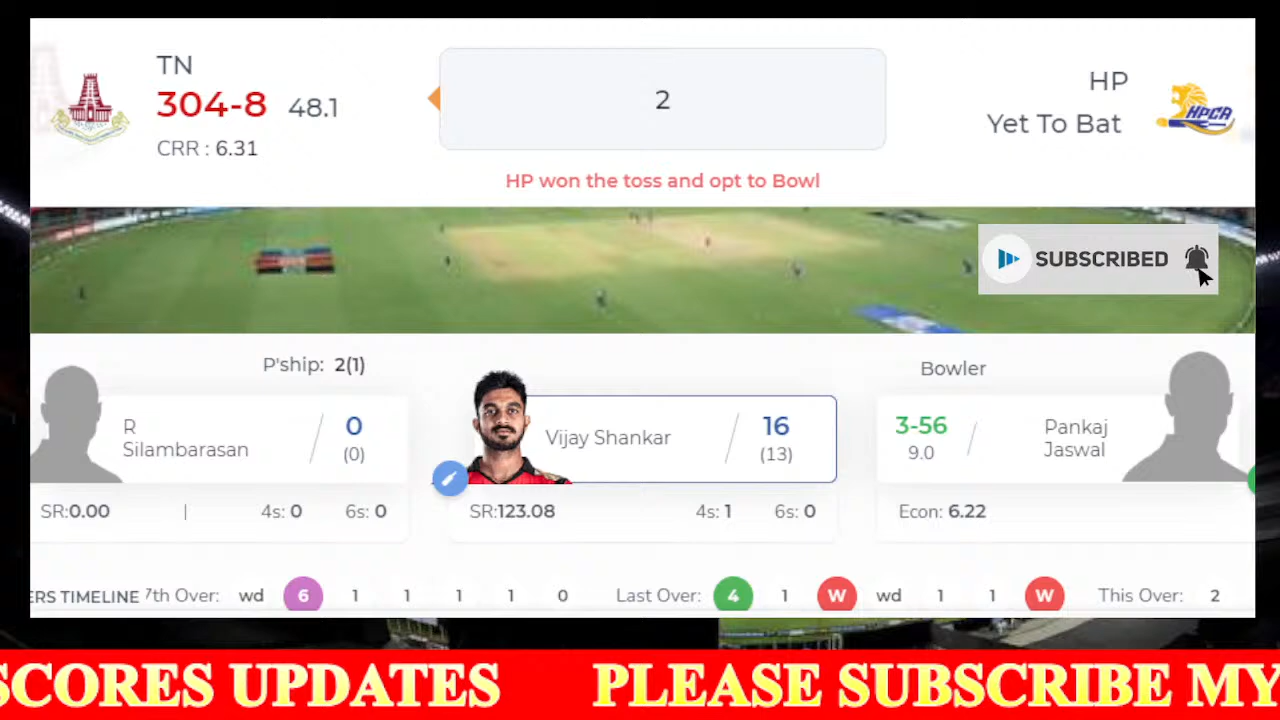 TN
304-8 48.1
CRR : 6.31
2
HP won the toss and opt to Bowl
HP
Yet To Bat
HPCA
SUBSCRIBED
P'ship: 2(1)
R
Silambarasan
0
(0)
SR:0.00 | 4s: 0 6s: 0
Vijay Shankar
16
(13)
SR:123.08 4s: 1 6s: 0
Bowler
3-56
9.0
Pankaj
Jaswal
Econ: 6.22
ERS TIMELINE 7th Over: wd 6 1 1 1 1 0 Last Over: 4 1 W wd 1 1 W This Over: 2
SCORES UPDATES PLEASE SUBSCRIBE MY